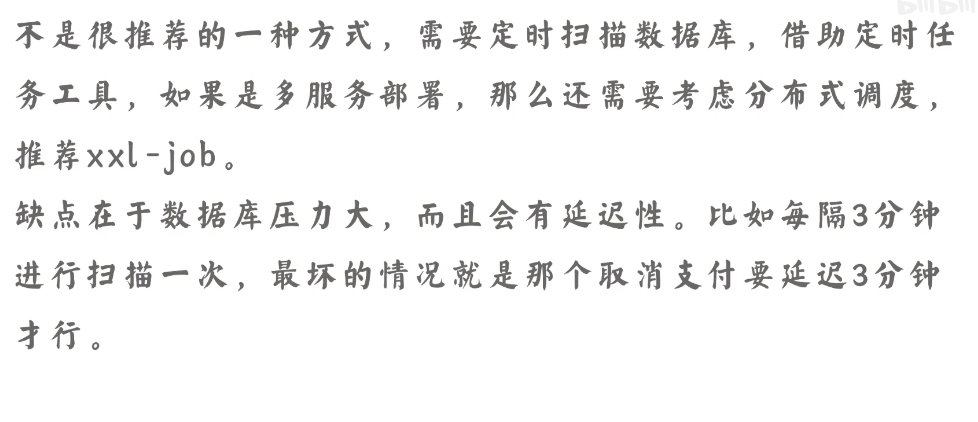 不是很推荐的一种方式，需要定时扫描数据库，借助定时任
务工具，如果是多服务部署，那么还需要考虑分布式调度，
推荐xxl-job。
缺点在于数据库压力大，而且会有延迟性。比如每隔3分钟
进行扫描一次，最坏的情况就是那个取消支付要延迟3分钟
才行。